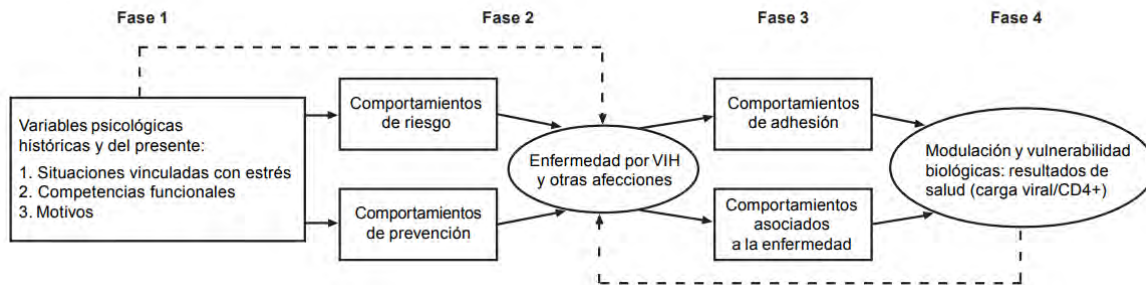 Fase 1
Fase 2
Fase 3
Fase 4
Variables psicológicas
históricas y del presente:
1. Situaciones vinculadas con estrés
2. Competencias funcionales
3. Motivos
Comportamientos
de riesgo
Comportamientos
de prevención
Enfermedad por VIH
y otras afecciones
Comportamientos
de adhesión
Comportamientos
asociados
a la enfermedad
Modulación y vulnerabilidad
biológicas: resultados
de salud (carga viral/CD4+)